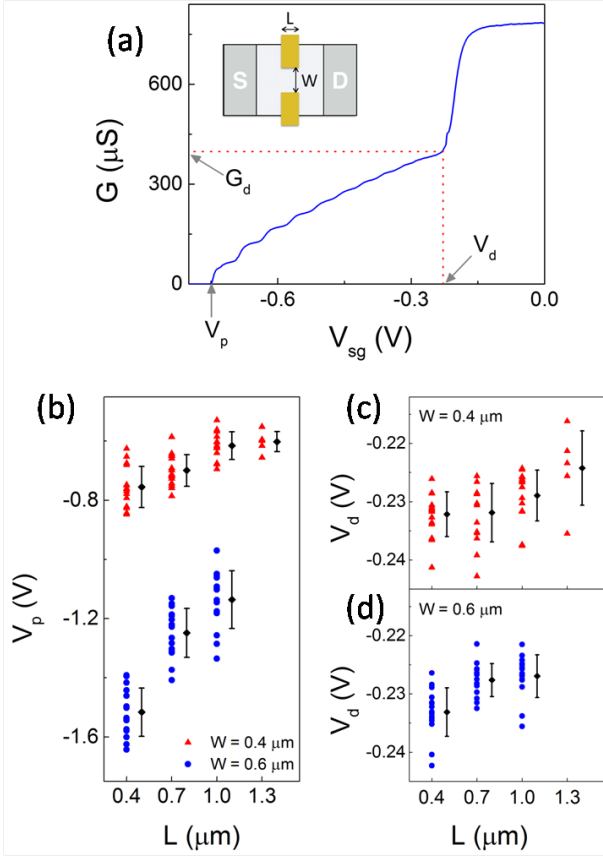 (a)
L
S
W
D
G (μS)
600
300
0
G_d
V_d
V_p
-0.6
-0.3
0.0
V_sg (V)
(b)
V_p (V)
-0.8
-1.2
-1.6
W = 0.4 μm
W = 0.6 μm
0.4
0.7
1.0
1.3
L (μm)
(c)
W = 0.4 μm
V_d (V)
-0.22
-0.23
-0.24
(d)
W = 0.6 μm
V_d (V)
-0.22
-0.23
-0.24
0.4
0.7
1.0
1.3
L (μm)